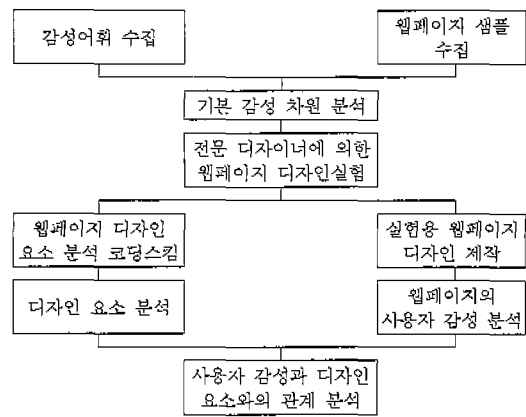 감성어휘 수집
웹페이지 샘플
수집
기본 감성 차원 분석
전문 디자이너에 의한
웹페이지 디자인실험
웹페이지 디자인
요소 분석 코딩스킴
실험용 웹페이지
디자인 제작
디자인 요소 분석
웹페이지의
사용자 감성 분석
사용자 감성과 디자인
요소와의 관계 분석